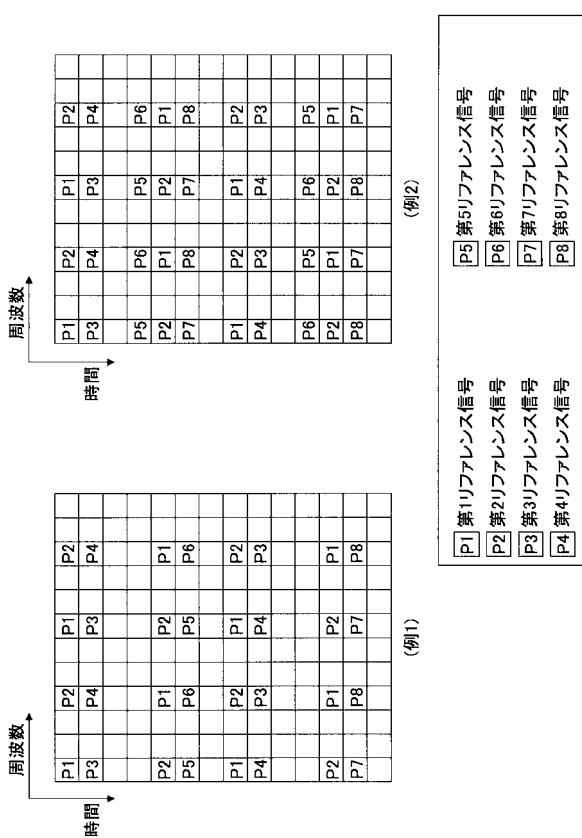 周波数
時間
P1 P2 P1 P2
P3 P4 P3 P4
P2 P1 P2 P1
P5 P6 P5 P6
P1 P2 P1 P2
P4 P3 P4 P3
P2 P1 P2 P1
P7 P8 P7 P8
(例1)
周波数
時間
P1 P2 P1 P2
P3 P4 P3 P4
P5 P6 P5 P6
P2 P1 P2 P1
P7 P8 P7 P8
P1 P2 P1 P2
P4 P3 P4 P3
P6 P5 P6 P5
P2 P1 P2 P1
P8 P7 P8 P7
(例2)
P1 第1リファレンス信号
P2 第2リファレンス信号
P3 第3リファレンス信号
P4 第4リファレンス信号
P5 第5リファレンス信号
P6 第6リファレンス信号
P7 第7リファレンス信号
P8 第8リファレンス信号